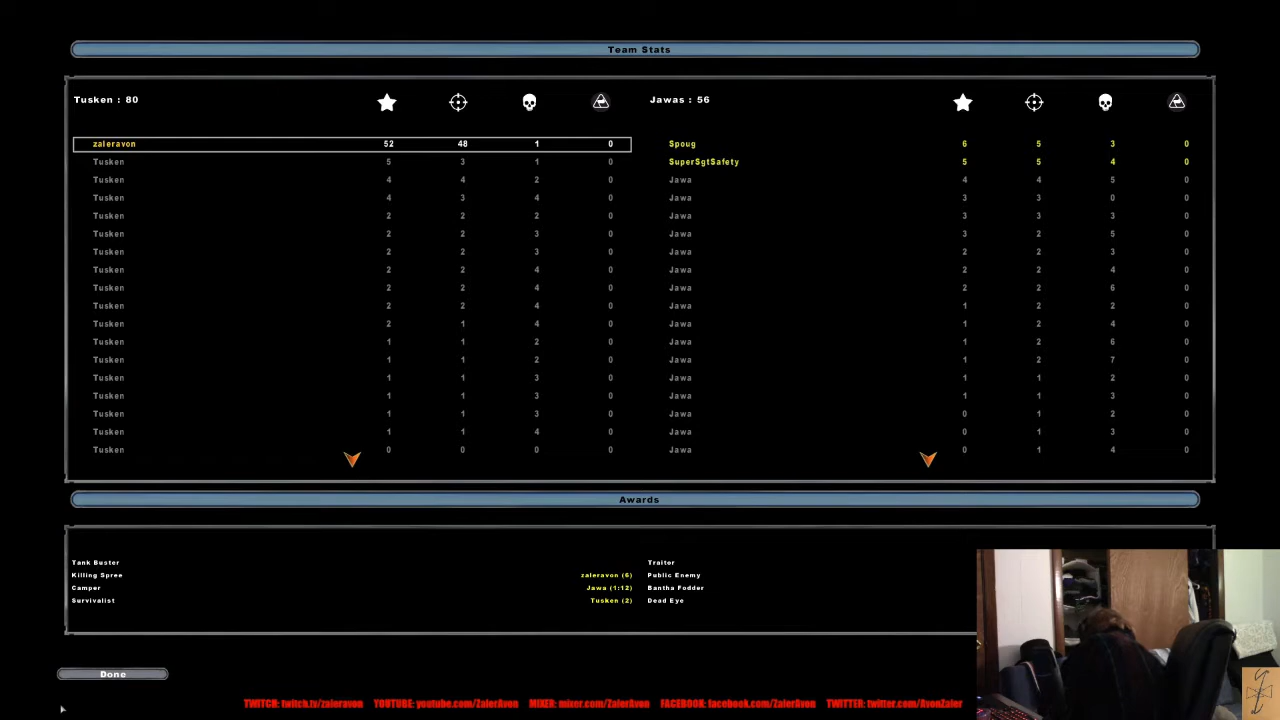 Team Stats
Tusken : 80
Jawas : 56
zaleravon 52 48 1 0 Spoug 6 5 3 0
Tusken 5 3 1 0 SuperSgtSafety 5 5 4 0
Tusken 4 4 2 0 Jawa 4 4 5 0
Tusken 4 3 4 0 Jawa 3 3 0 0
Tusken 2 2 2 0 Jawa 3 3 3 0
Tusken 2 2 3 0 Jawa 3 2 5 0
Tusken 2 2 3 0 Jawa 2 2 3 0
Tusken 2 2 4 0 Jawa 2 2 4 0
Tusken 2 2 4 0 Jawa 2 2 6 0
Tusken 2 2 4 0 Jawa 1 2 2 0
Tusken 2 1 4 0 Jawa 1 2 4 0
Tusken 1 1 2 0 Jawa 1 2 6 0
Tusken 1 1 2 0 Jawa 1 2 7 0
Tusken 1 1 3 0 Jawa 1 1 2 0
Tusken 1 1 3 0 Jawa 1 1 3 0
Tusken 1 1 3 0 Jawa 0 1 2 0
Tusken 1 1 4 0 Jawa 0 1 3 0
Tusken 0 0 0 0 Jawa 0 1 4 0
Awards
Tank Buster Traitor
Killing Spree zaleravon (6) Public Enemy
Camper Jawa (1:12) Bantha Fodder
Survivalist Tusken (2) Dead Eye
Done
TWITCH: twitch.tv/zaleravon YOUTUBE: youtube.com/ZalerAvon MIXER: mixer.com/ZalerAvon FACEBOOK: facebook.com/ZalerAvon TWITTER: twitter.com/AvonZaler